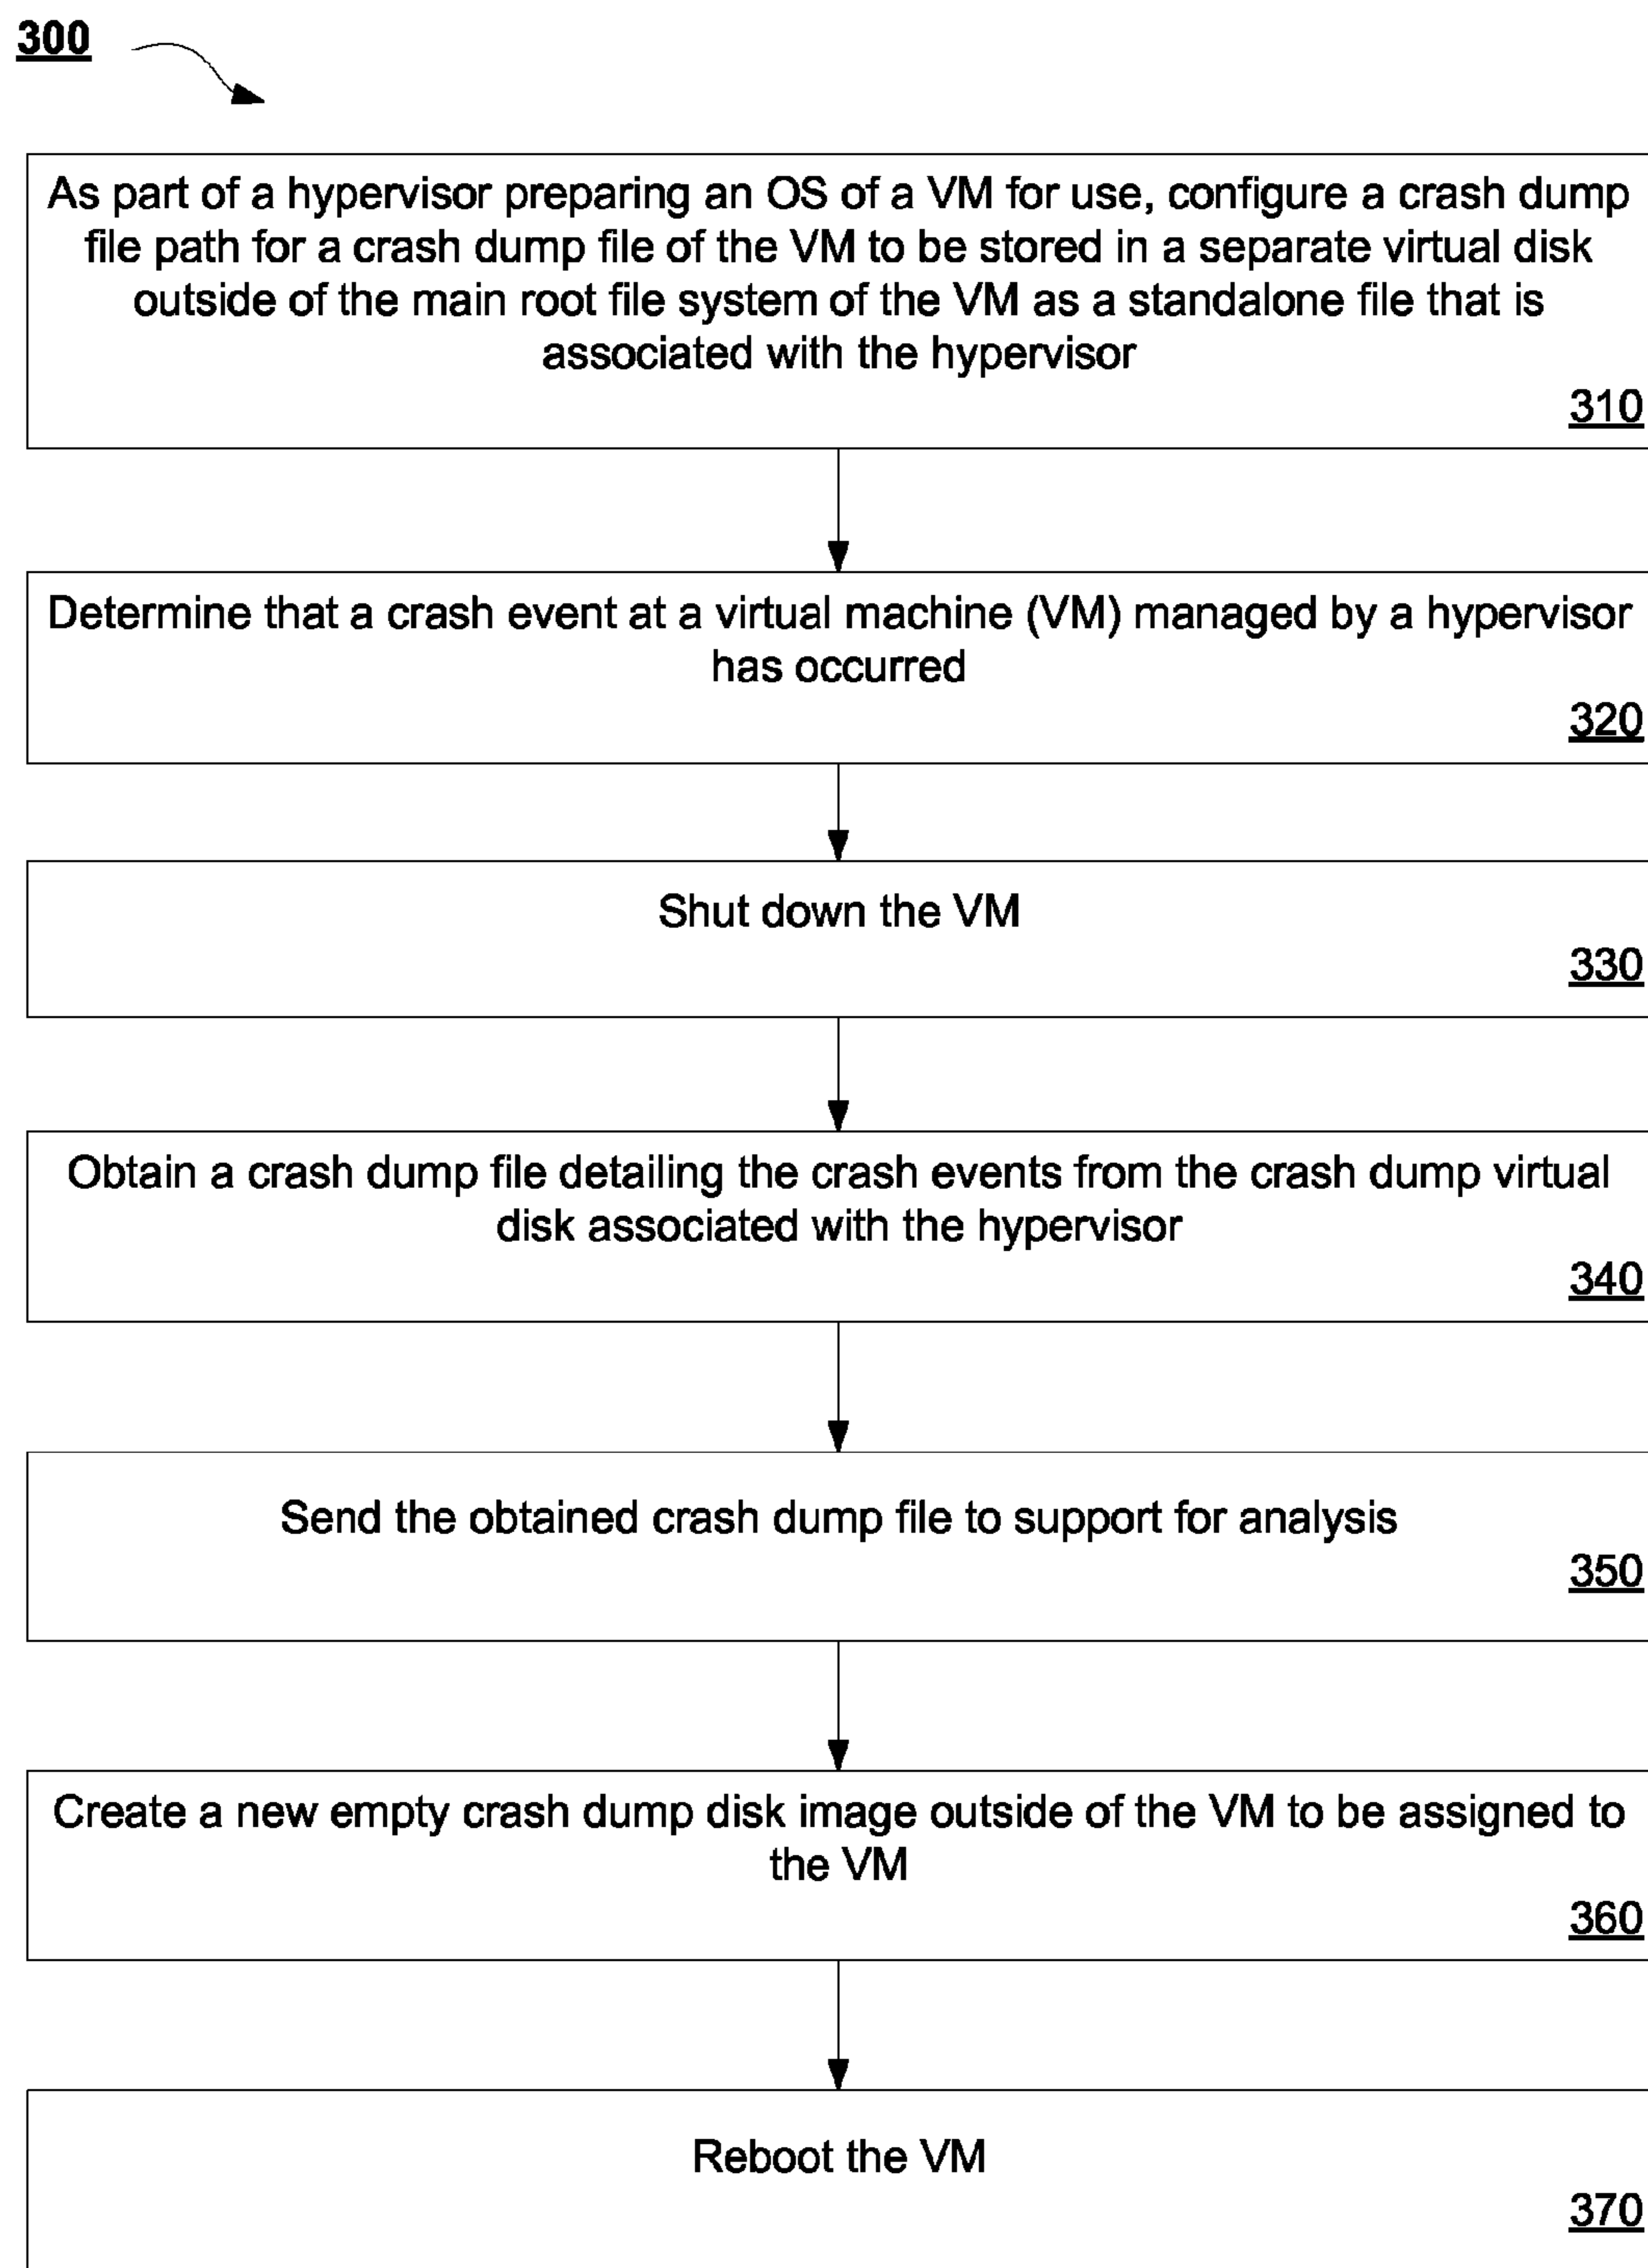 300
As part of a hypervisor preparing an OS of a VM for use, configure a crash dump
file path for a crash dump file of the VM to be stored in a separate virtual disk
outside of the main root file system of the VM as a standalone file that is
associated with the hypervisor
310
Determine that a crash event at a virtual machine (VM) managed by a hypervisor
has occurred
320
Shut down the VM
330
Obtain a crash dump file detailing the crash events from the crash dump virtual
disk associated with the hypervisor
340
Send the obtained crash dump file to support for analysis
350
Create a new empty crash dump disk image outside of the VM to be assigned to
the VM
360
Reboot the VM
370